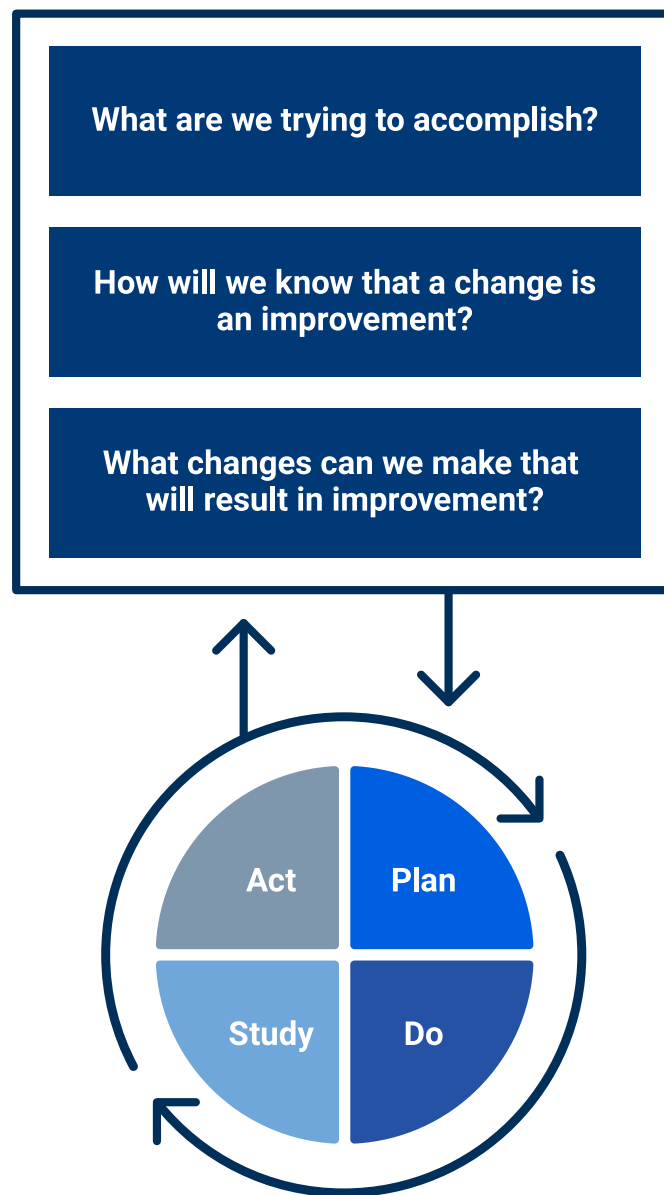 What are we trying to accomplish?
How will we know that a change is
an improvement?
What changes can we make that
will result in improvement?
Act
Plan
Study
Do